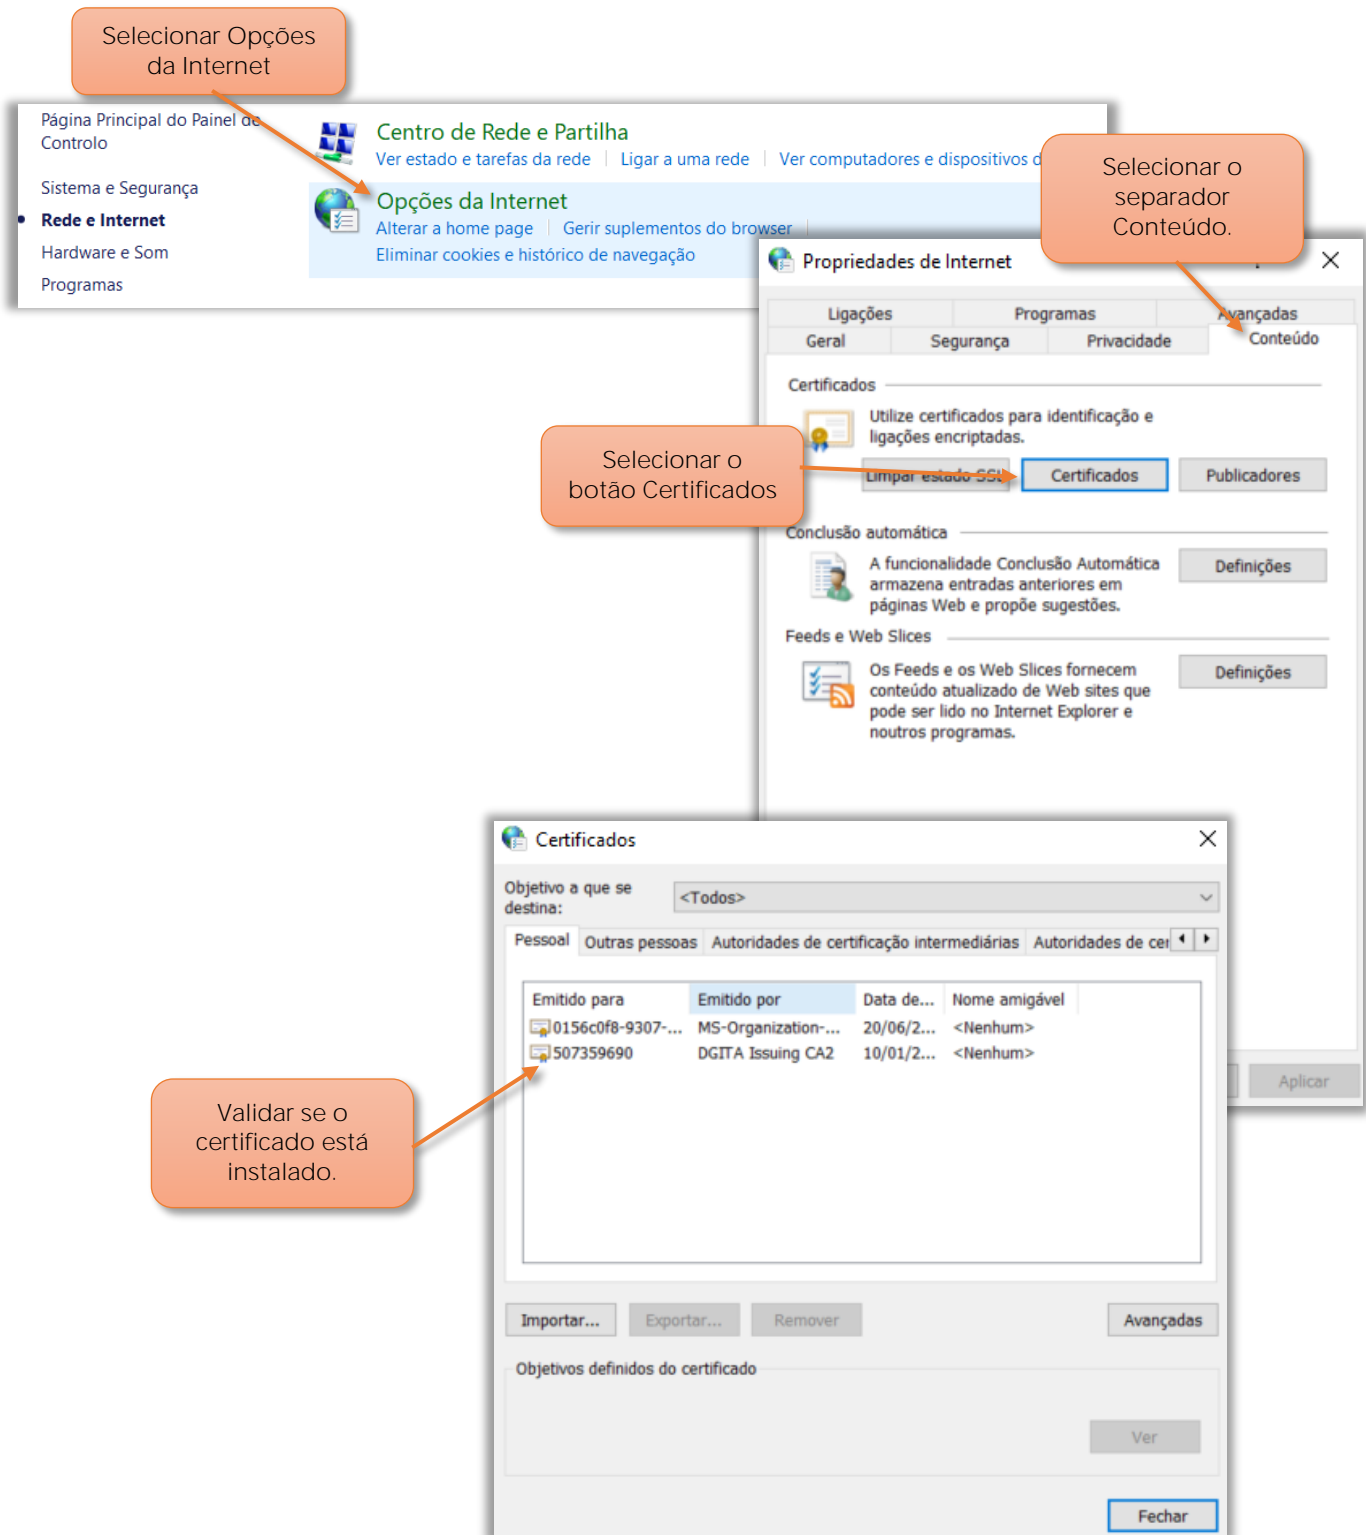 Selecionar Opções
da Internet
Página Principal do Painel de
Controlo
Sistema e Segurança
Rede e Internet
Hardware e Som
Programas
Centro de Rede e Partilha
Ver estado e tarefas da rede | Ligar a uma rede | Ver computadores e dispositivos d
Opções da Internet
Alterar a home page | Gerir suplementos do browser
Eliminar cookies e histórico de navegação
Selecionar o
separador
Conteúdo.
Propriedades de Internet
Ligações Programas Avançadas
Geral Segurança Privacidade Conteúdo
Certificados
Utilize certificados para identificação e
ligações encriptadas.
Selecionar o
botão Certificados
Limpar estado SSL Certificados Publicadores
Conclusão automática
A funcionalidade Conclusão Automática
armazena entradas anteriores em
páginas Web e propõe sugestões.
Definições
Feeds e Web Slices
Os Feeds e os Web Slices fornecem
conteúdo atualizado de Web sites que
pode ser lido no Internet Explorer e
noutros programas.
Definições
Aplicar
Certificados
Objetivo a que se
destina:
<Todos>
Pessoal Outras pessoas Autoridades de certificação intermediárias Autoridades de cer
Emitido para Emitido por Data de... Nome amigável
0156c0f8-9307-... MS-Organization-... 20/06/2... <Nenhum>
507359690 DGITA Issuing CA2 10/01/2... <Nenhum>
Validar se o
certificado está
instalado.
Importar... Exportar... Remover Avançadas
Objetivos definidos do certificado
Ver
Fechar